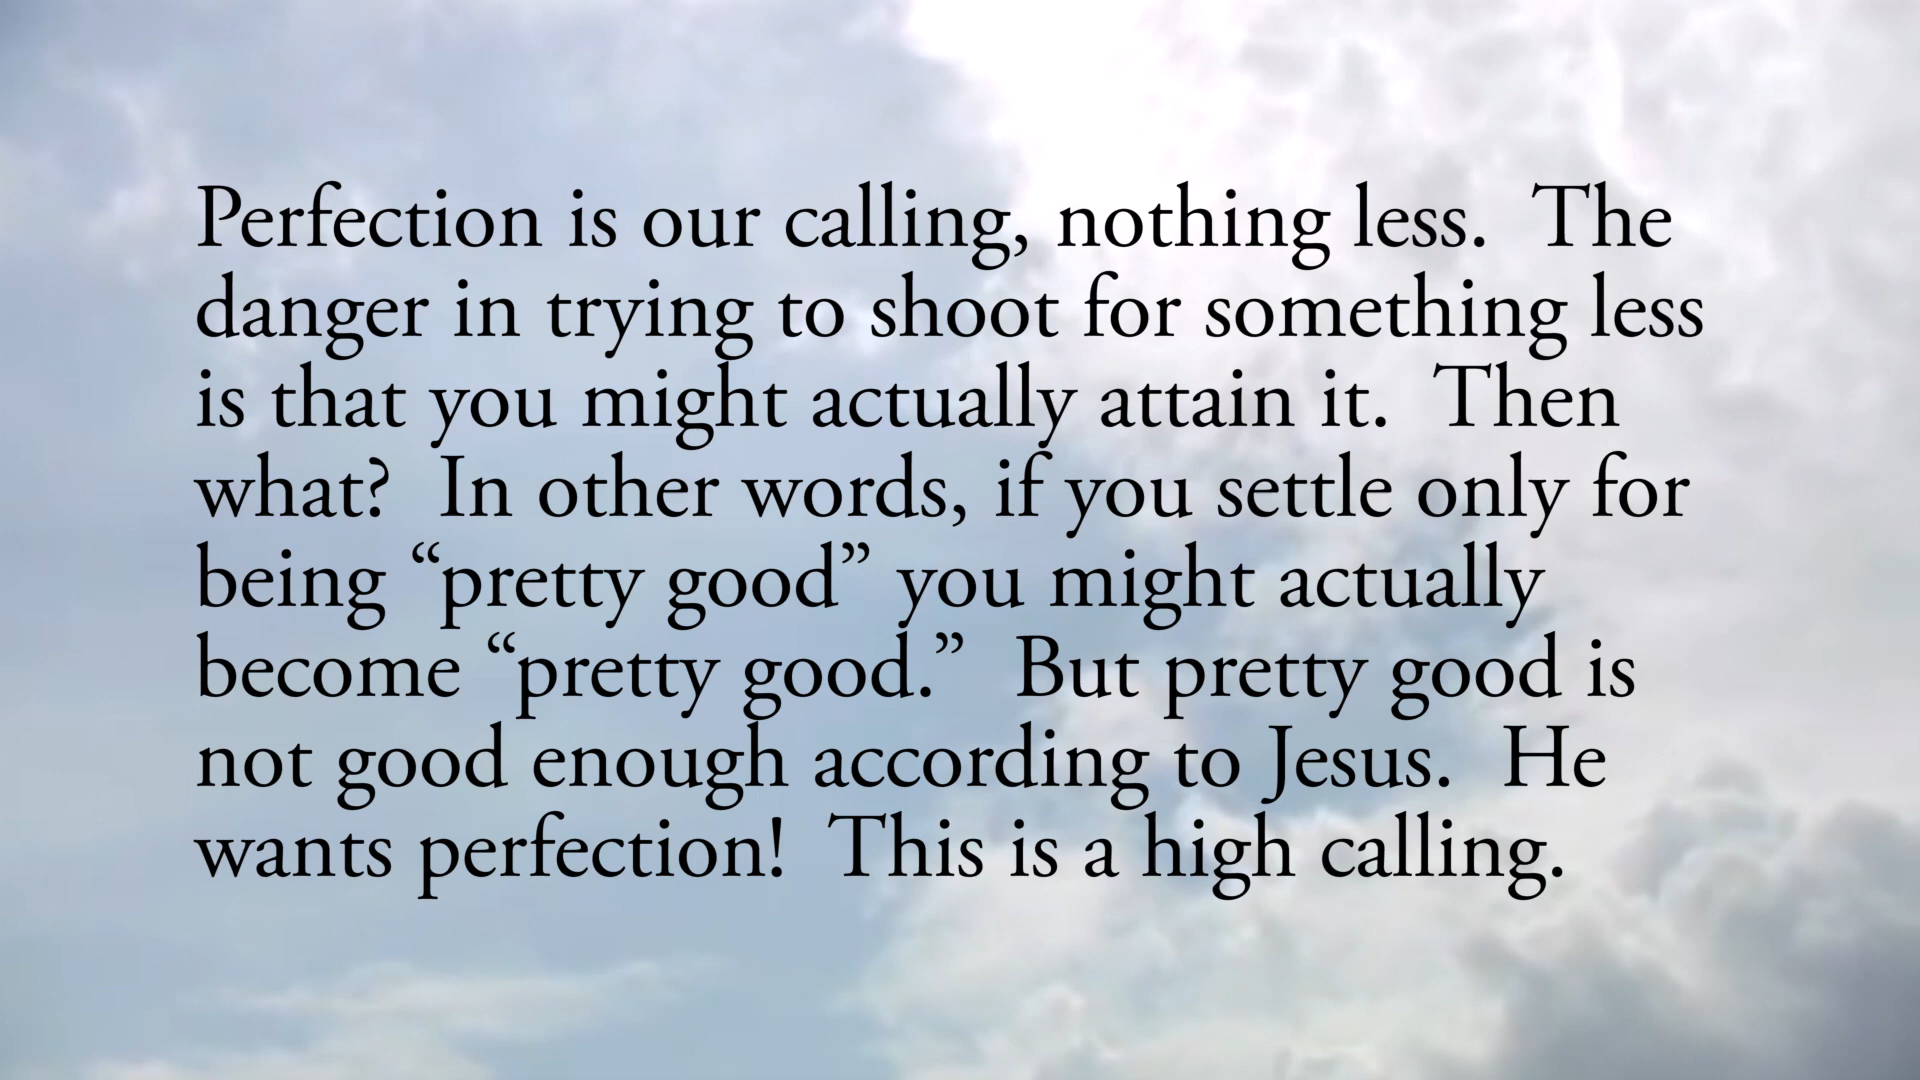 Perfection is our calling, nothing less.  The
danger in trying to shoot for something less
is that you might actually attain it.  Then
what?  In other words, if you settle only for
being “pretty good” you might actually
become “pretty good.”  But pretty good is
not good enough according to Jesus.  He
wants perfection!  This is a high calling.